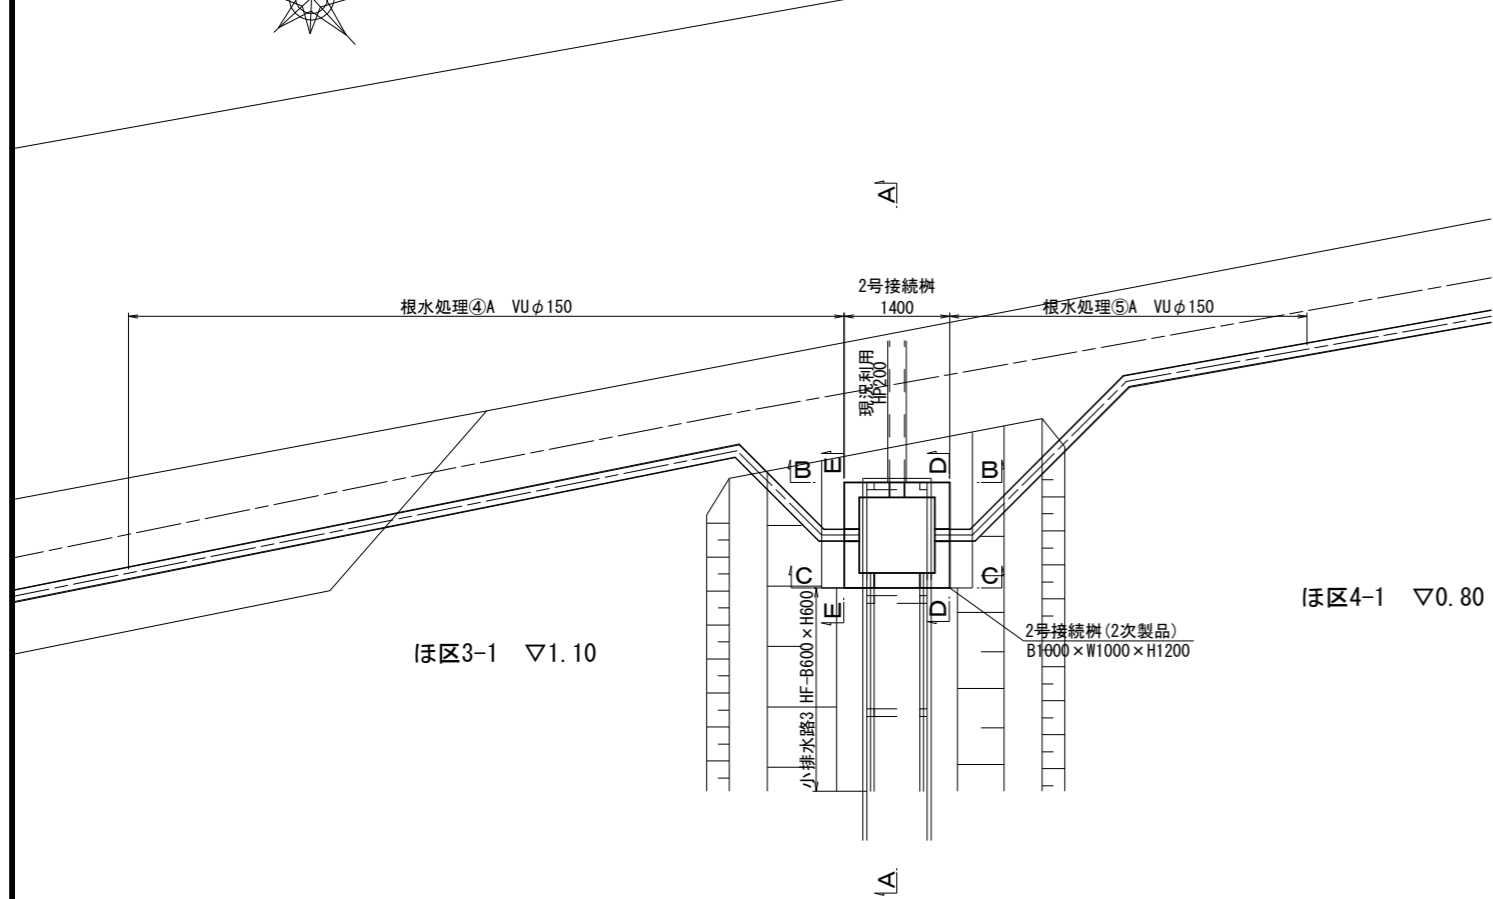 A
2号接続桝
根水処理④A VUφ150
1400
根水処理⑤A VUφ150
現況利用
HP200
B
E
D
B
C
E
D
C
ほ区4-1 ▽0.80
2号接続桝(2次製品)
B1000×W1000×H1200
ほ区3-1 ▽1.10
小排水路3 HF-B600×H600
A